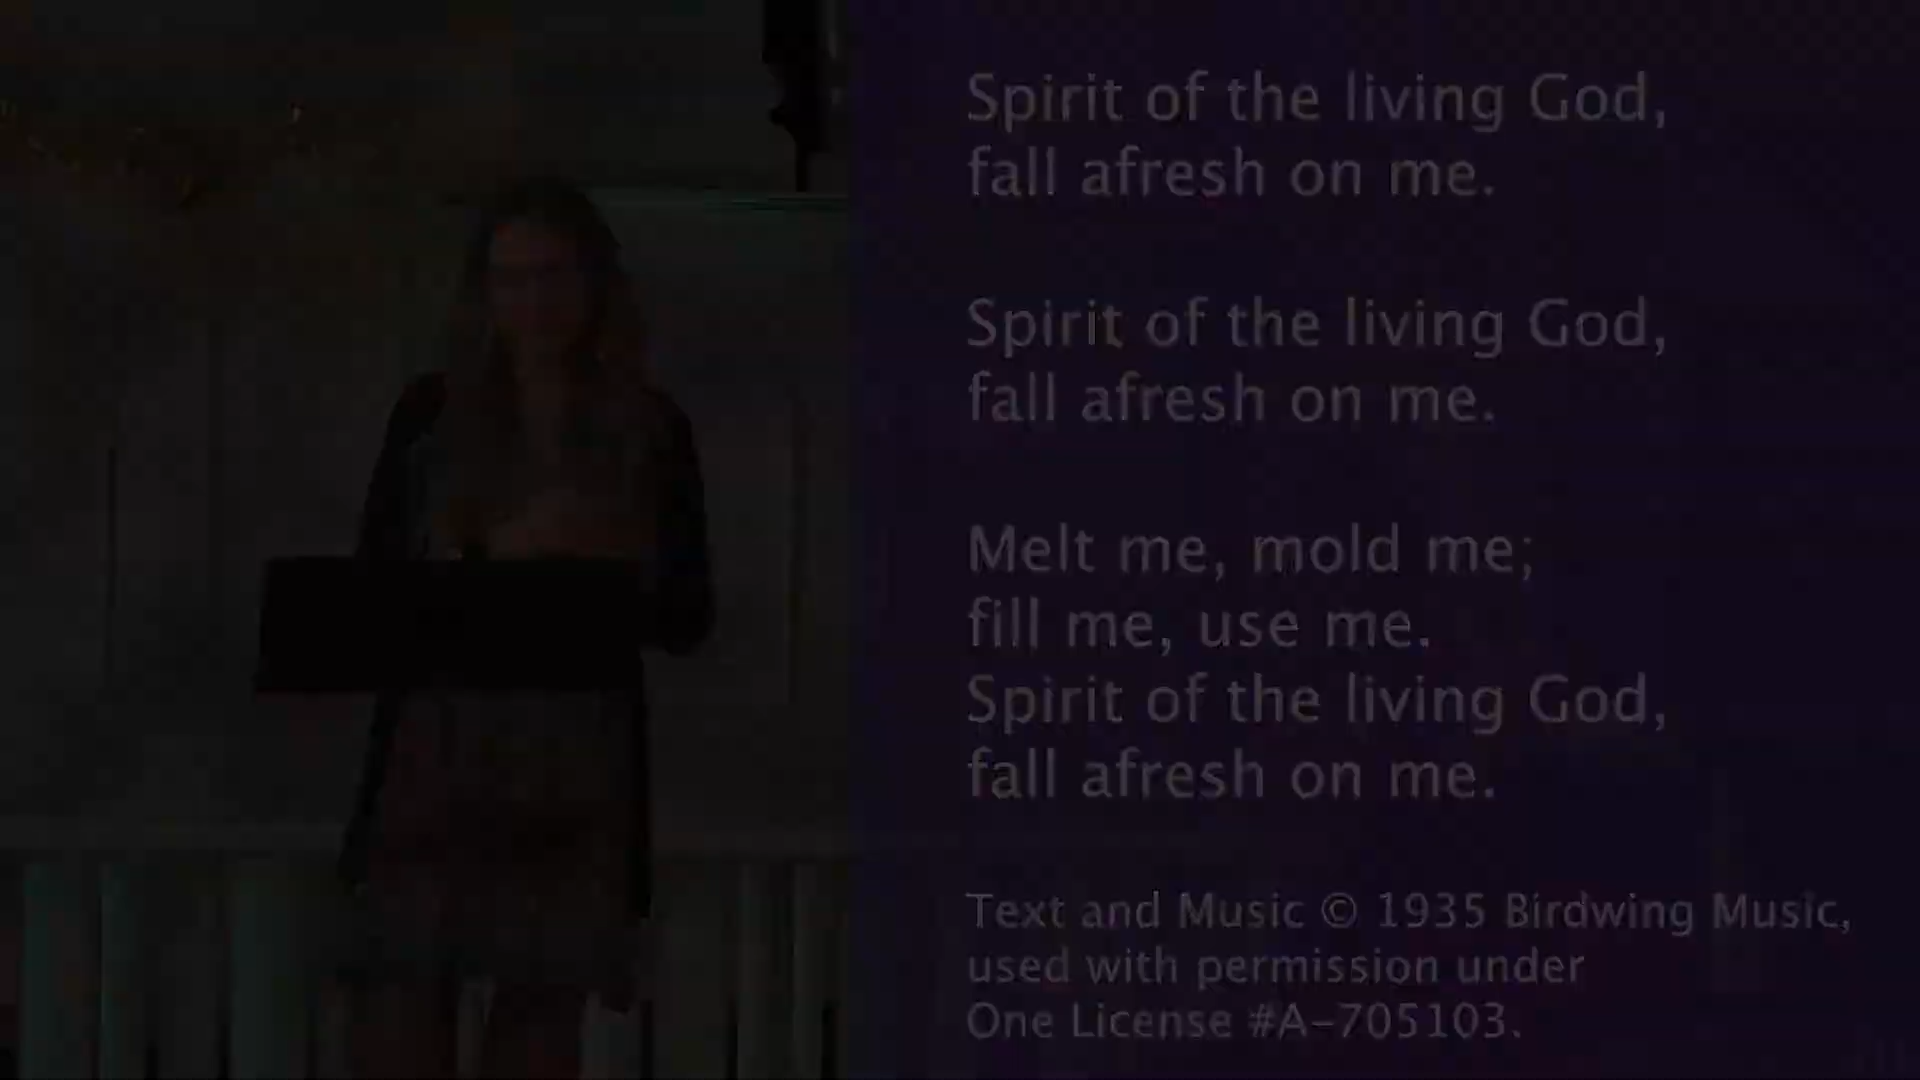 Spirit of the living God,
fall afresh on me.
Spirit of the living God,
fall afresh on me.
Melt me, mold me;
fill me, use me.
Spirit of the living God,
fall afresh on me.
Text and Music © 1935 Birdwing Music,
used with permission under
One License #A-705103.